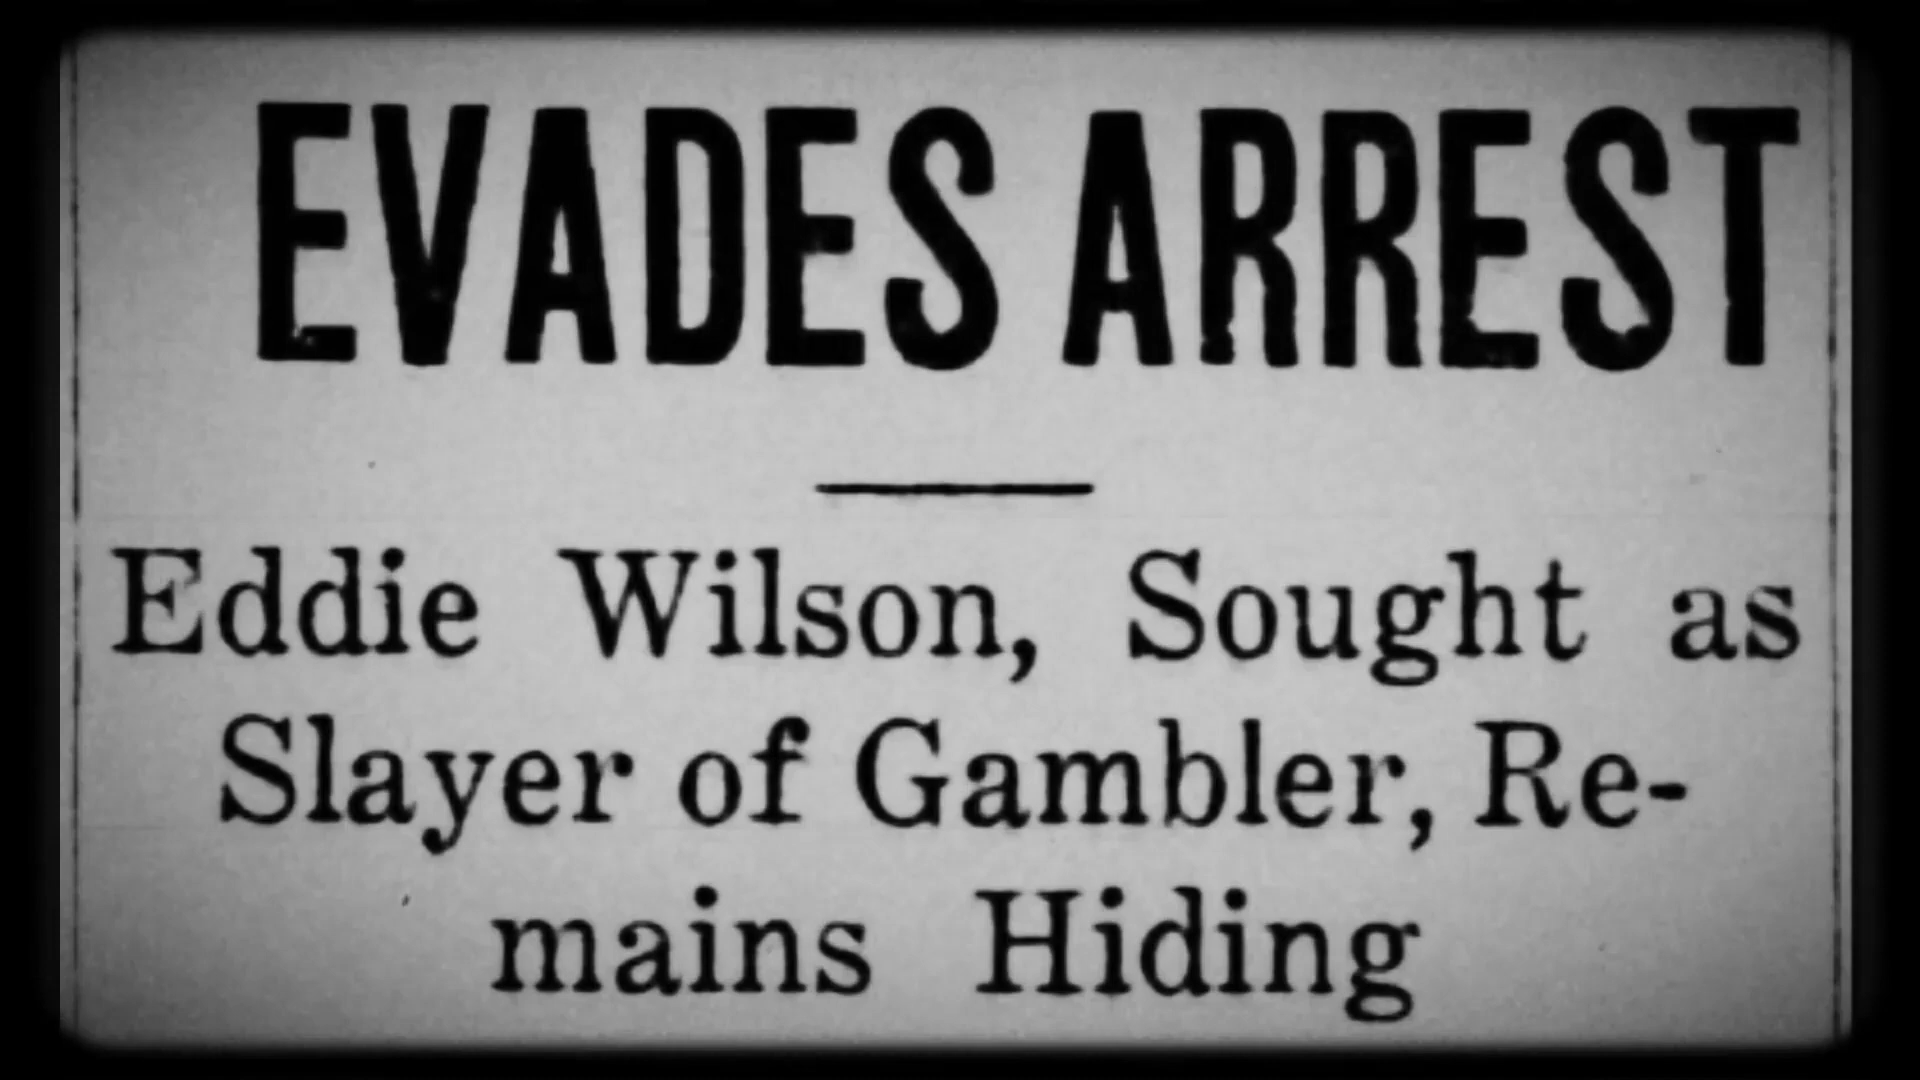 EVADES ARREST
Eddie Wilson, Sought as
Slayer of Gambler, Re-
mains Hiding